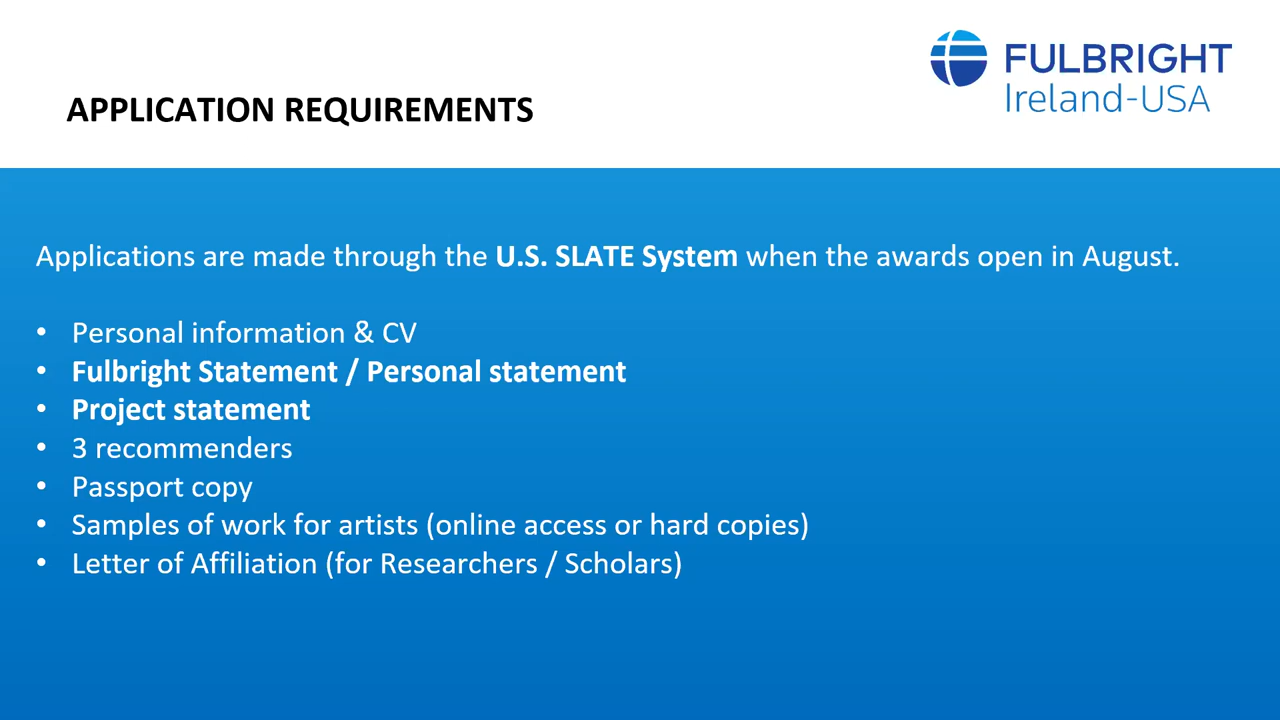 FULBRIGHT
Ireland-USA
APPLICATION REQUIREMENTS
Applications are made through the U.S. SLATE System when the awards open in August.
• Personal information & CV
• Fulbright Statement / Personal statement
• Project statement
• 3 recommenders
• Passport copy
• Samples of work for artists (online access or hard copies)
• Letter of Affiliation (for Researchers / Scholars)